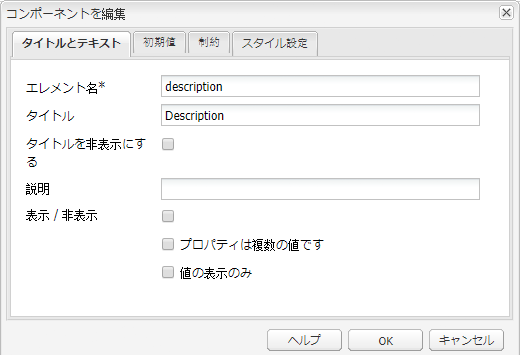 コンポーネントを編集
タイトルとテキスト 初期値 制約 スタイル設定
エレメント名* description
タイトル Description
タイトルを非表示にす
る
説明
表示 / 非表示
プロパティは複数の値です
値の表示のみ
ヘルプ OK キャンセル